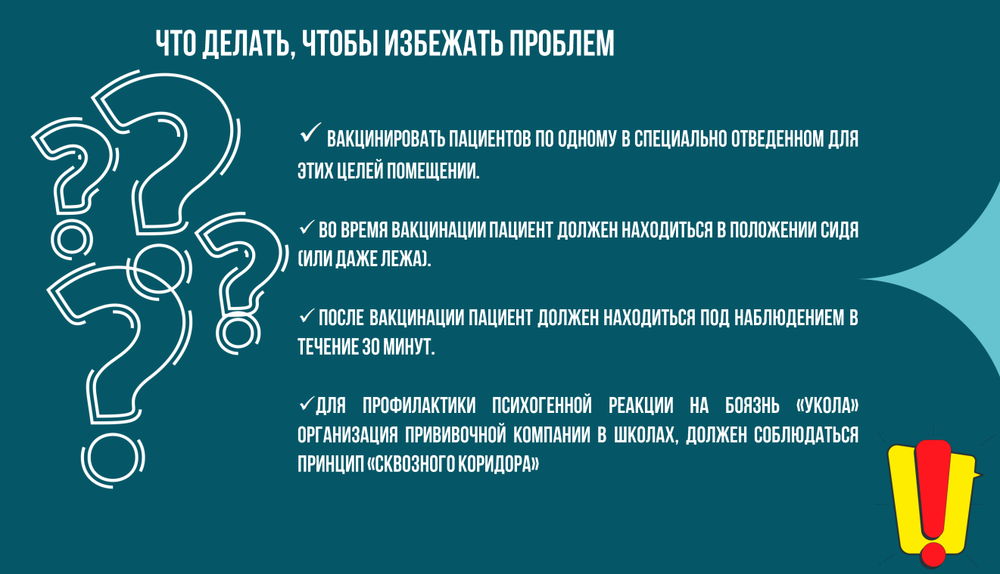 ЧТО ДЕЛАТЬ, ЧТОБЫ ИЗБЕЖАТЬ ПРОБЛЕМ
✓ ВАКЦИНИРОВАТЬ ПАЦИЕНТОВ ПО ОДНОМУ В СПЕЦИАЛЬНО ОТВЕДЕННОМ ДЛЯ
ЭТИХ ЦЕЛЕЙ ПОМЕЩЕНИИ.
✓ ВО ВРЕМЯ ВАКЦИНАЦИИ ПАЦИЕНТ ДОЛЖЕН НАХОДИТЬСЯ В ПОЛОЖЕНИИ СИДЯ
(ИЛИ ДАЖЕ ЛЕЖА).
✓ ПОСЛЕ ВАКЦИНАЦИИ ПАЦИЕНТ ДОЛЖЕН НАХОДИТЬСЯ ПОД НАБЛЮДЕНИЕМ В
ТЕЧЕНИЕ 30 МИНУТ.
✓ДЛЯ ПРОФИЛАКТИКИ ПСИХОГЕННОЙ РЕАКЦИИ НА БОЯЗНЬ «УКОЛА»
ОРГАНИЗАЦИЯ ПРИВИВОЧНОЙ КОМПАНИИ В ШКОЛАХ, ДОЛЖЕН СОБЛЮДАТЬСЯ
ПРИНЦИП «СКВОЗНОГО КОРИДОРА»